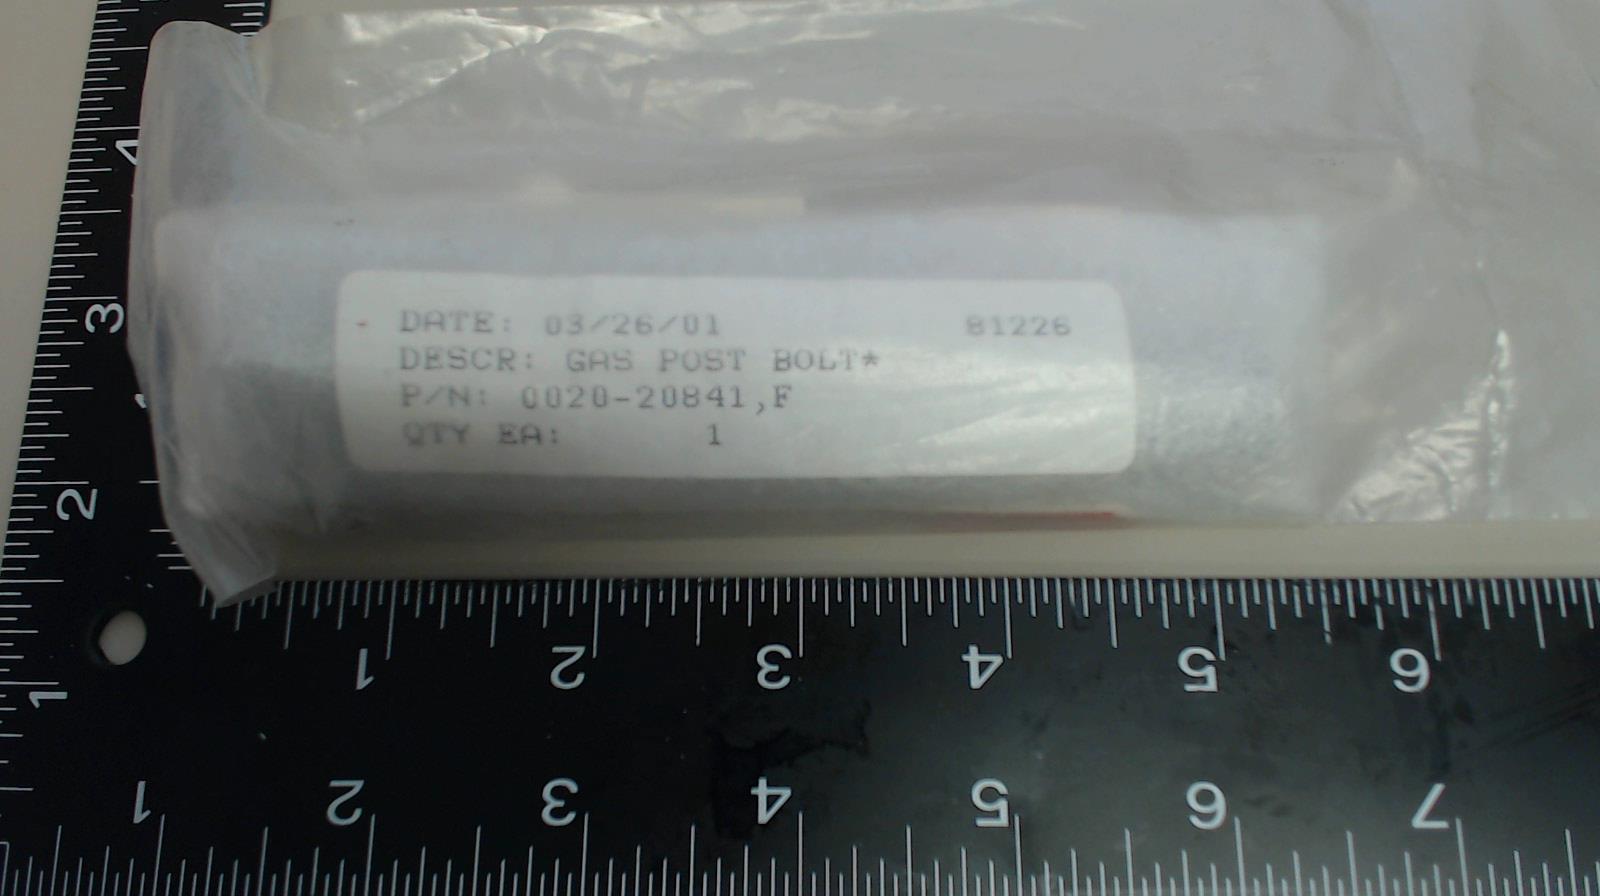 DATE: 03/26/01 81226
DESCR: GAS POST BOLT*
P/N: 0020-20841,F
QTY EA: 1
4
3
2
1
1 2 3 4 5 6
1 2 3 4 5 6 7